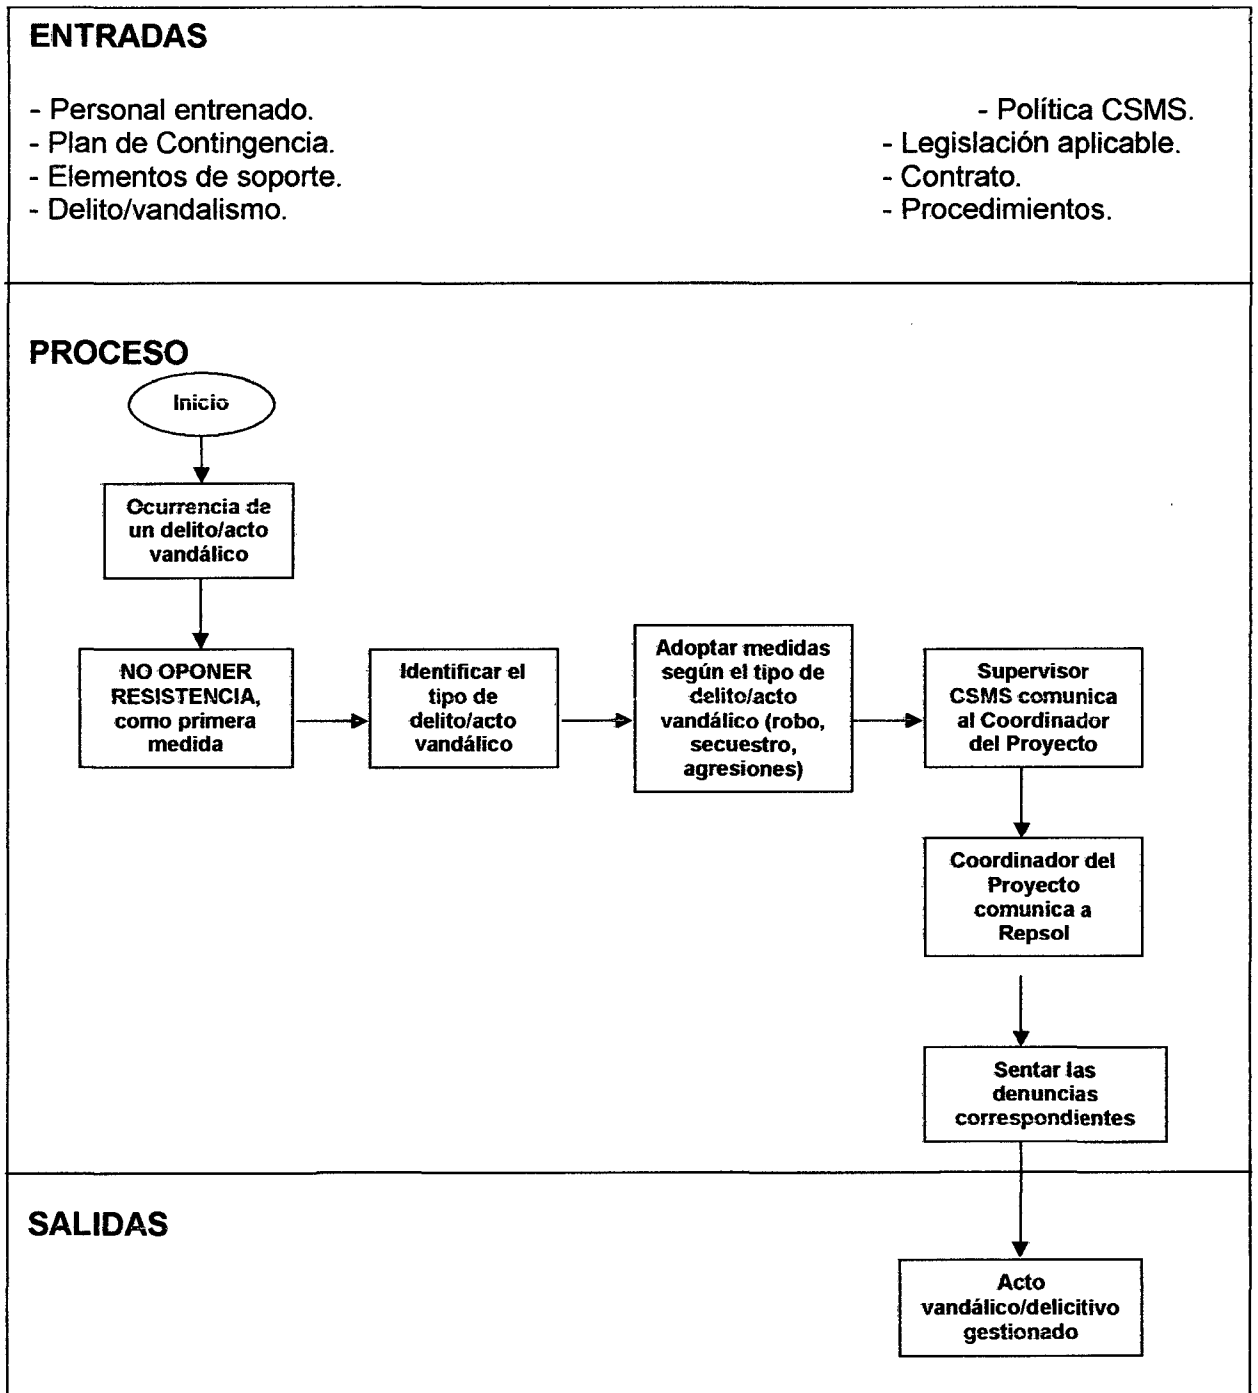 ENTRADAS
- Personal entrenado.
- Plan de Contingencia.
- Elementos de soporte.
- Delito/vandalismo.
- Política CSMS.
- Legislación aplicable.
- Contrato.
- Procedimientos.
PROCESO
Inicio
Ocurrencia de
un delito/acto
vandálico
NO OPONER
RESISTENCIA,
como primera
medida
Identificar el
tipo de
delito/acto
vandálico
Adoptar medidas
según el tipo de
delito/acto
vandálico (robo,
secuestro,
agresiones)
Supervisor
CSMS comunica
al Coordinador
del Proyecto
Coordinador del
Proyecto
comunica a
Repsol
Sentar las
denuncias
correspondientes
SALIDAS
Acto
vandálico/delicitivo
gestionado